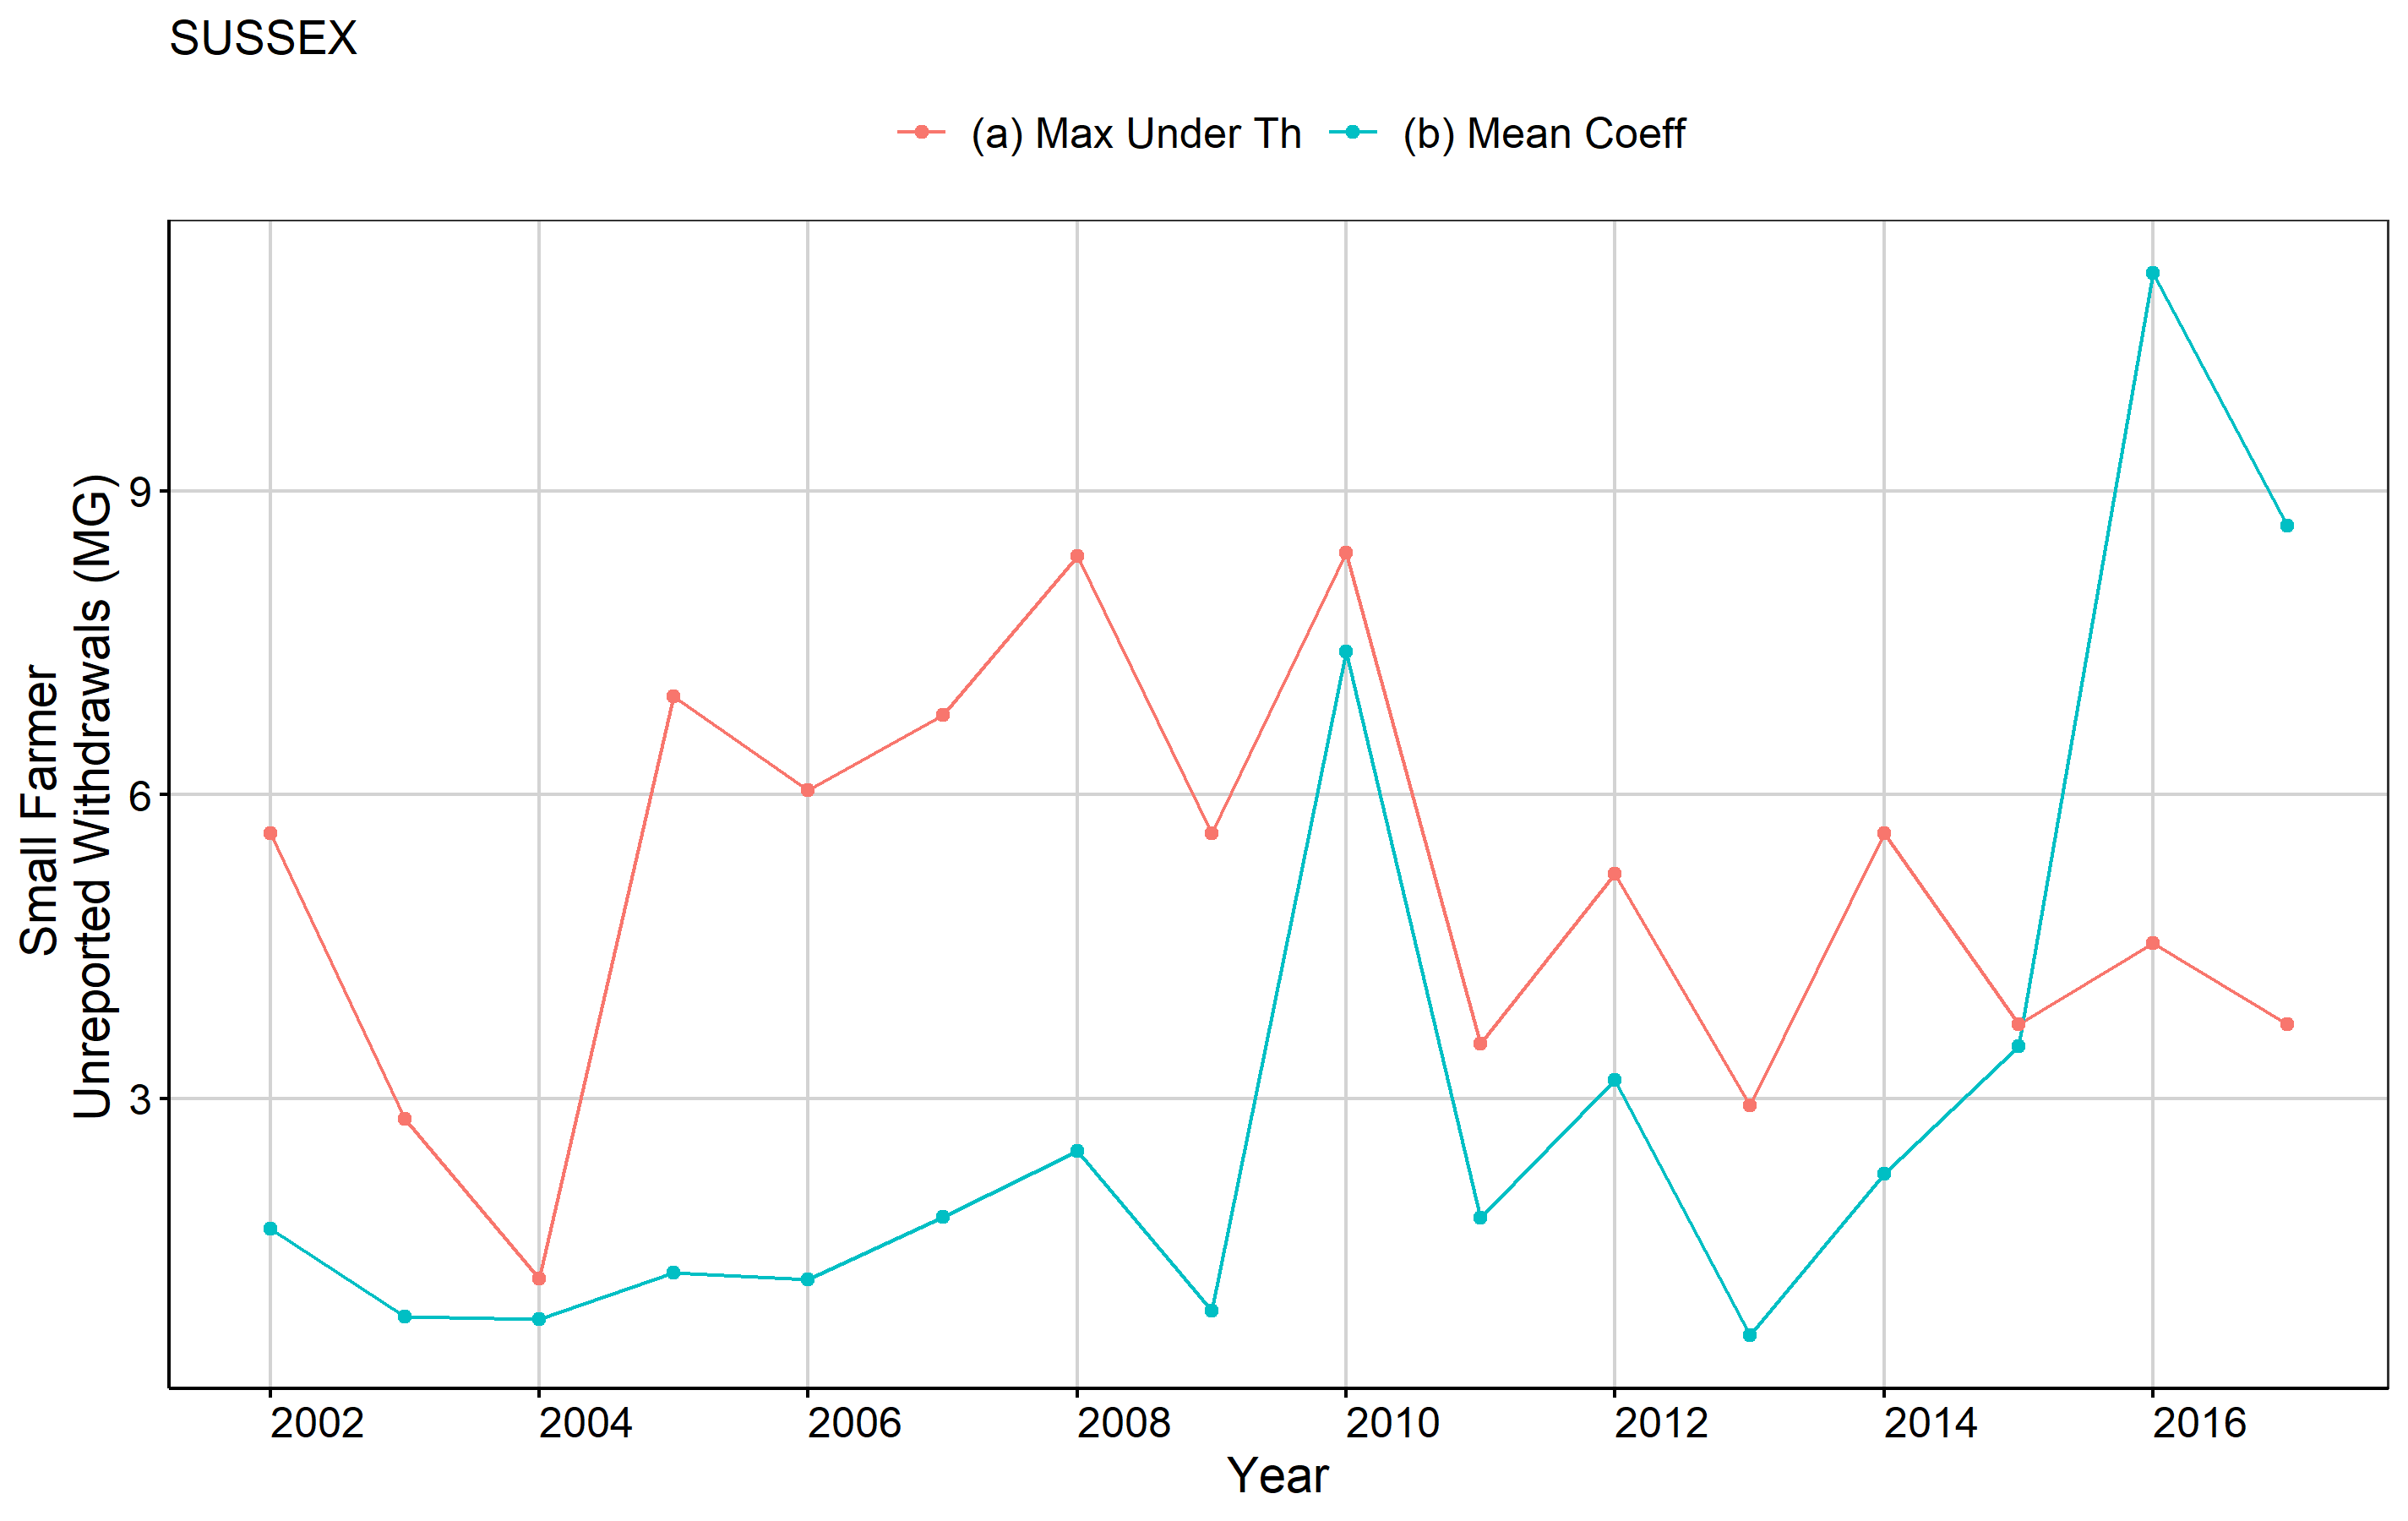 SUSSEX
(a) Max Under Th (b) Mean Coeff
Small Farmer
Unreported Withdrawals (MG)
9
6
3
2002 2004 2006 2008 2010 2012 2014 2016
Year